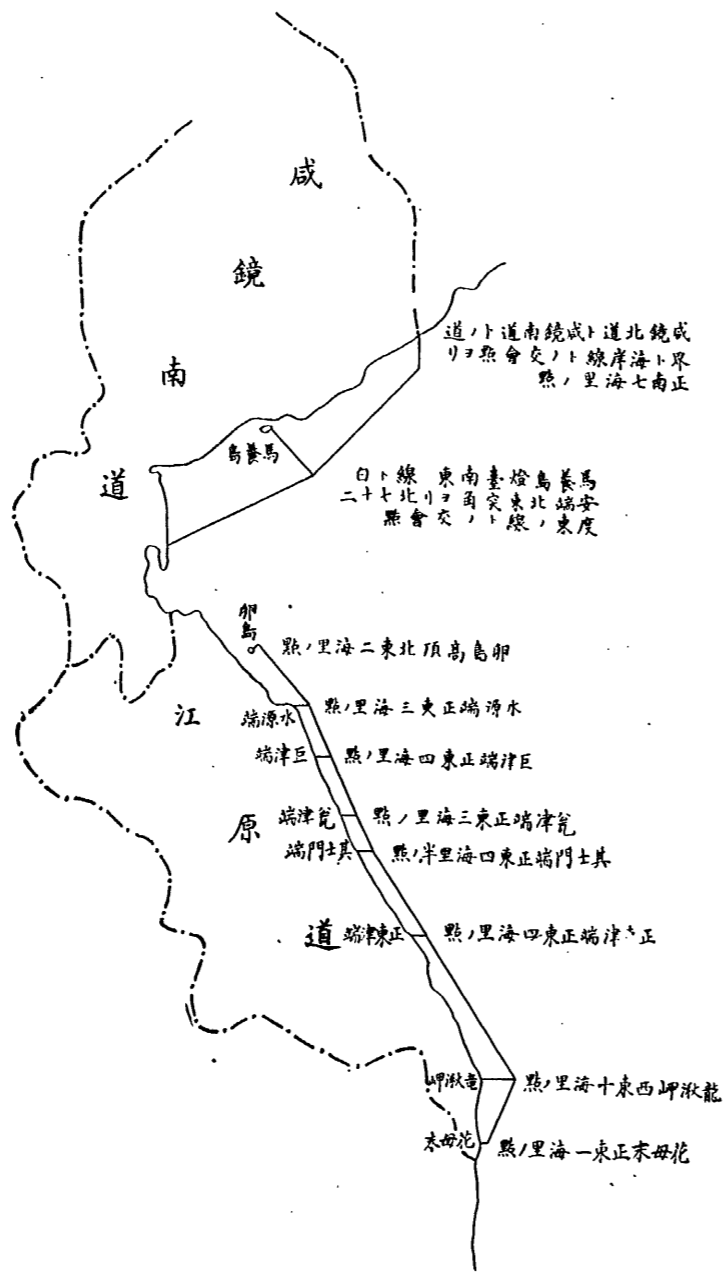 咸
鏡
南
道
咸鏡北道ト咸鏡南道トノ道
界ト海岸線トノ交會點ヨリ
正南七海里ノ點
馬養島
馬養島燈臺南東線ト白
安端北東突角ヨリ北七十二
度東ノ線トノ交會點
卵島
卵島高頂北東二海里ノ點
江
原
道
水源端
水源端正東三海里ノ點
巨津端
巨津端正東四海里ノ點
瓮津端
瓮津端正東三海里ノ點
其士門端
其士門端正東四海里半ノ點
正東津端
正津端正東四海里ノ點
竜湫岬
龍湫岬西東十海里ノ點
花母末
花母末正東一海里ノ點